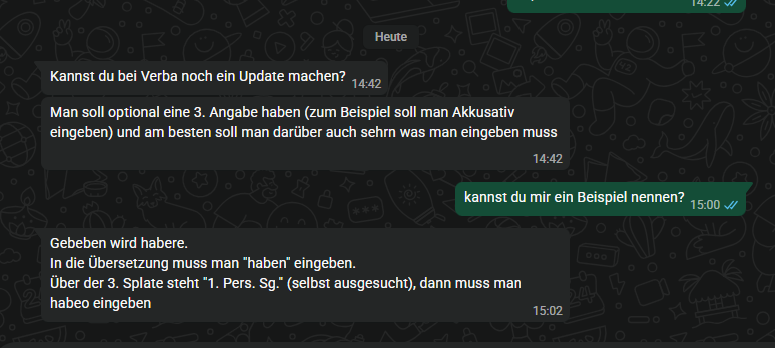 14:22
Heute
Kannst du bei Verba noch ein Update machen? 14:42
Man soll optional eine 3. Angabe haben (zum Beispiel soll man Akkusativ
eingeben) und am besten soll man darüber auch sehrn was man eingeben muss
14:42
kannst du mir ein Beispiel nennen? 15:00
Gebeben wird habere.
In die Übersetzung muss man "haben" eingeben.
Über der 3. Splate steht "1. Pers. Sg." (selbst ausgesucht), dann muss man
habeo eingeben
15:02